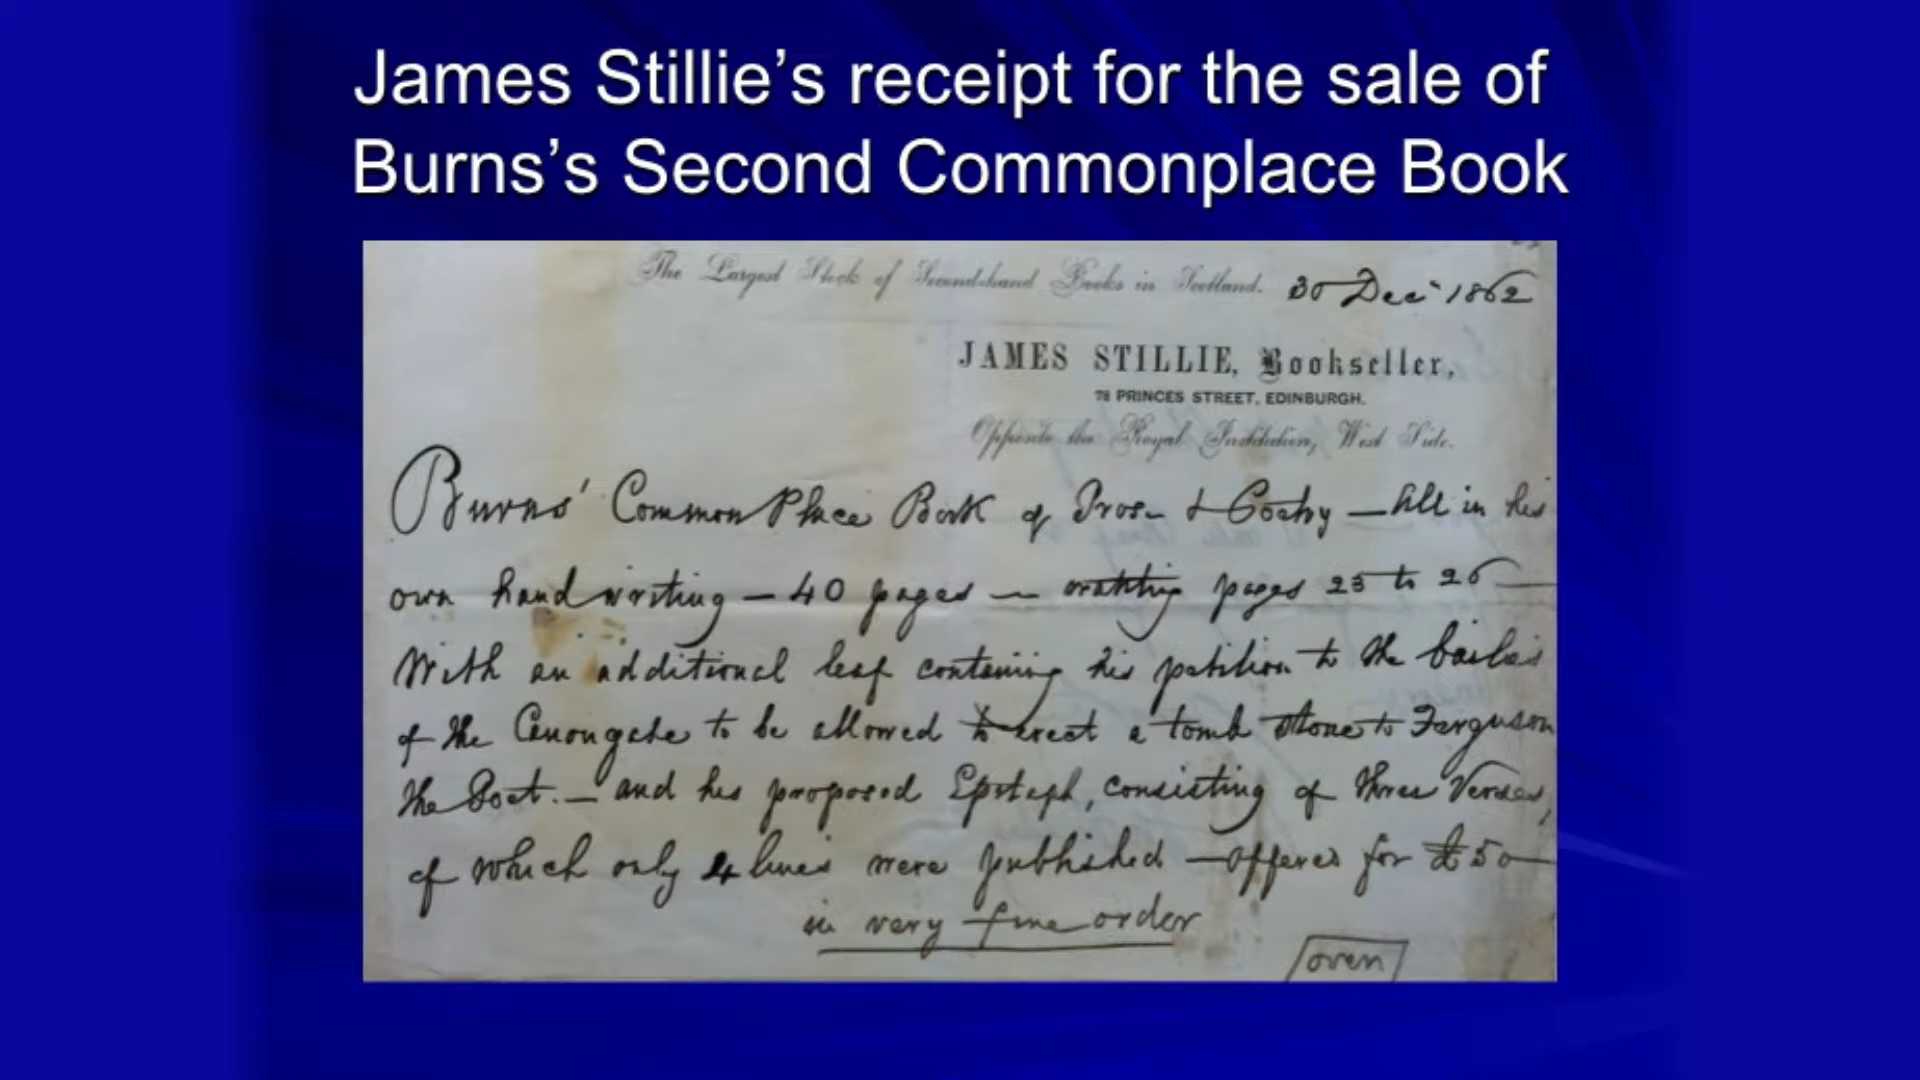 James Stillie’s receipt for the sale of
Burns’s Second Commonplace Book
The Largest Stock of Second-hand Books in Scotland. 30 Decr 1862
JAMES STILLIE, Bookseller,
78 PRINCES STREET, EDINBURGH.
Opposite the Royal Institution, West Side.
Burns' Common Place Book of Prose & Poetry — All in his
own handwriting — 40 pages — wanting pages 23 to 26 —
With an additional leaf containing his petition to the bailies
of the Canongate to be allowed to erect a tomb stone to Ferguson
the Poet. — and his proposed Epitaph, consisting of three Verses,
of which only 4 lines were published — offered for £50 —
in very fine order
over